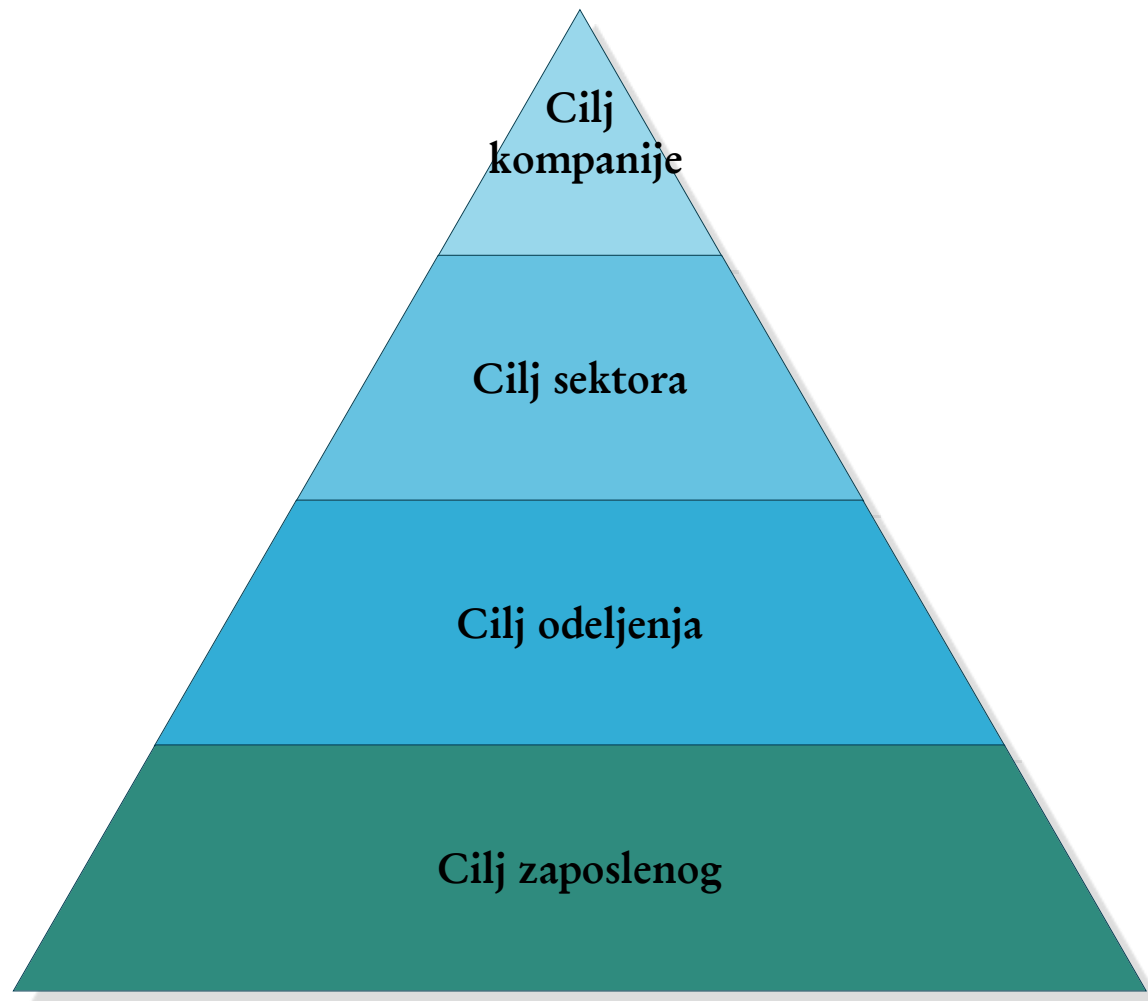 Cilj
kompanije
Cilj sektora
Cilj odeljenja
Cilj zaposlenog